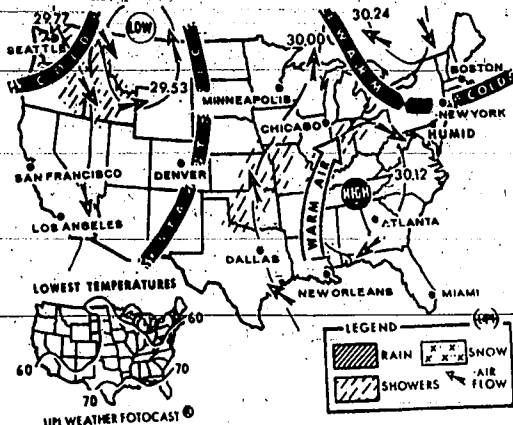 29.77
30.24
LOW
SEATTLE
COLD
30.00
WARM
29.53
BOSTON
MINNEAPOLIS
COLD
NEW YORK
CHICAGO
HUMID
SAN FRANCISCO
DENVER
30.12
HIGH
WARM AIR
LOS ANGELES
ATLANTA
DALLAS
LOWEST TEMPERATURES
NEW ORLEANS
MIAMI
60
60
70
70
LEGEND
RAIN
SNOW
SHOWERS
AIR
FLOW
UPI WEATHER FOTOCAST ®